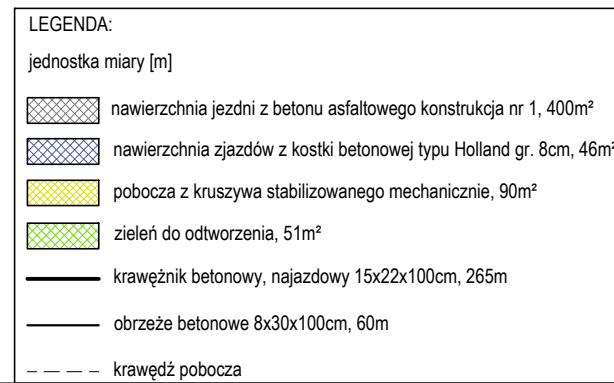 LEGENDA:
jednostka miary [m]
nawierzchnia jezdni z betonu asfaltowego konstrukcja nr 1, 400m²
nawierzchnia zjazdów z kostki betonowej typu Holland gr. 8cm, 46m²
pobocza z kruszywa stabilizowanego mechanicznie, 90m²
zieleń do odtworzenia, 51m²
krawężnik betonowy, najazdowy 15x22x100cm, 265m
obrzeże betonowe 8x30x100cm, 60m
krawędź pobocza